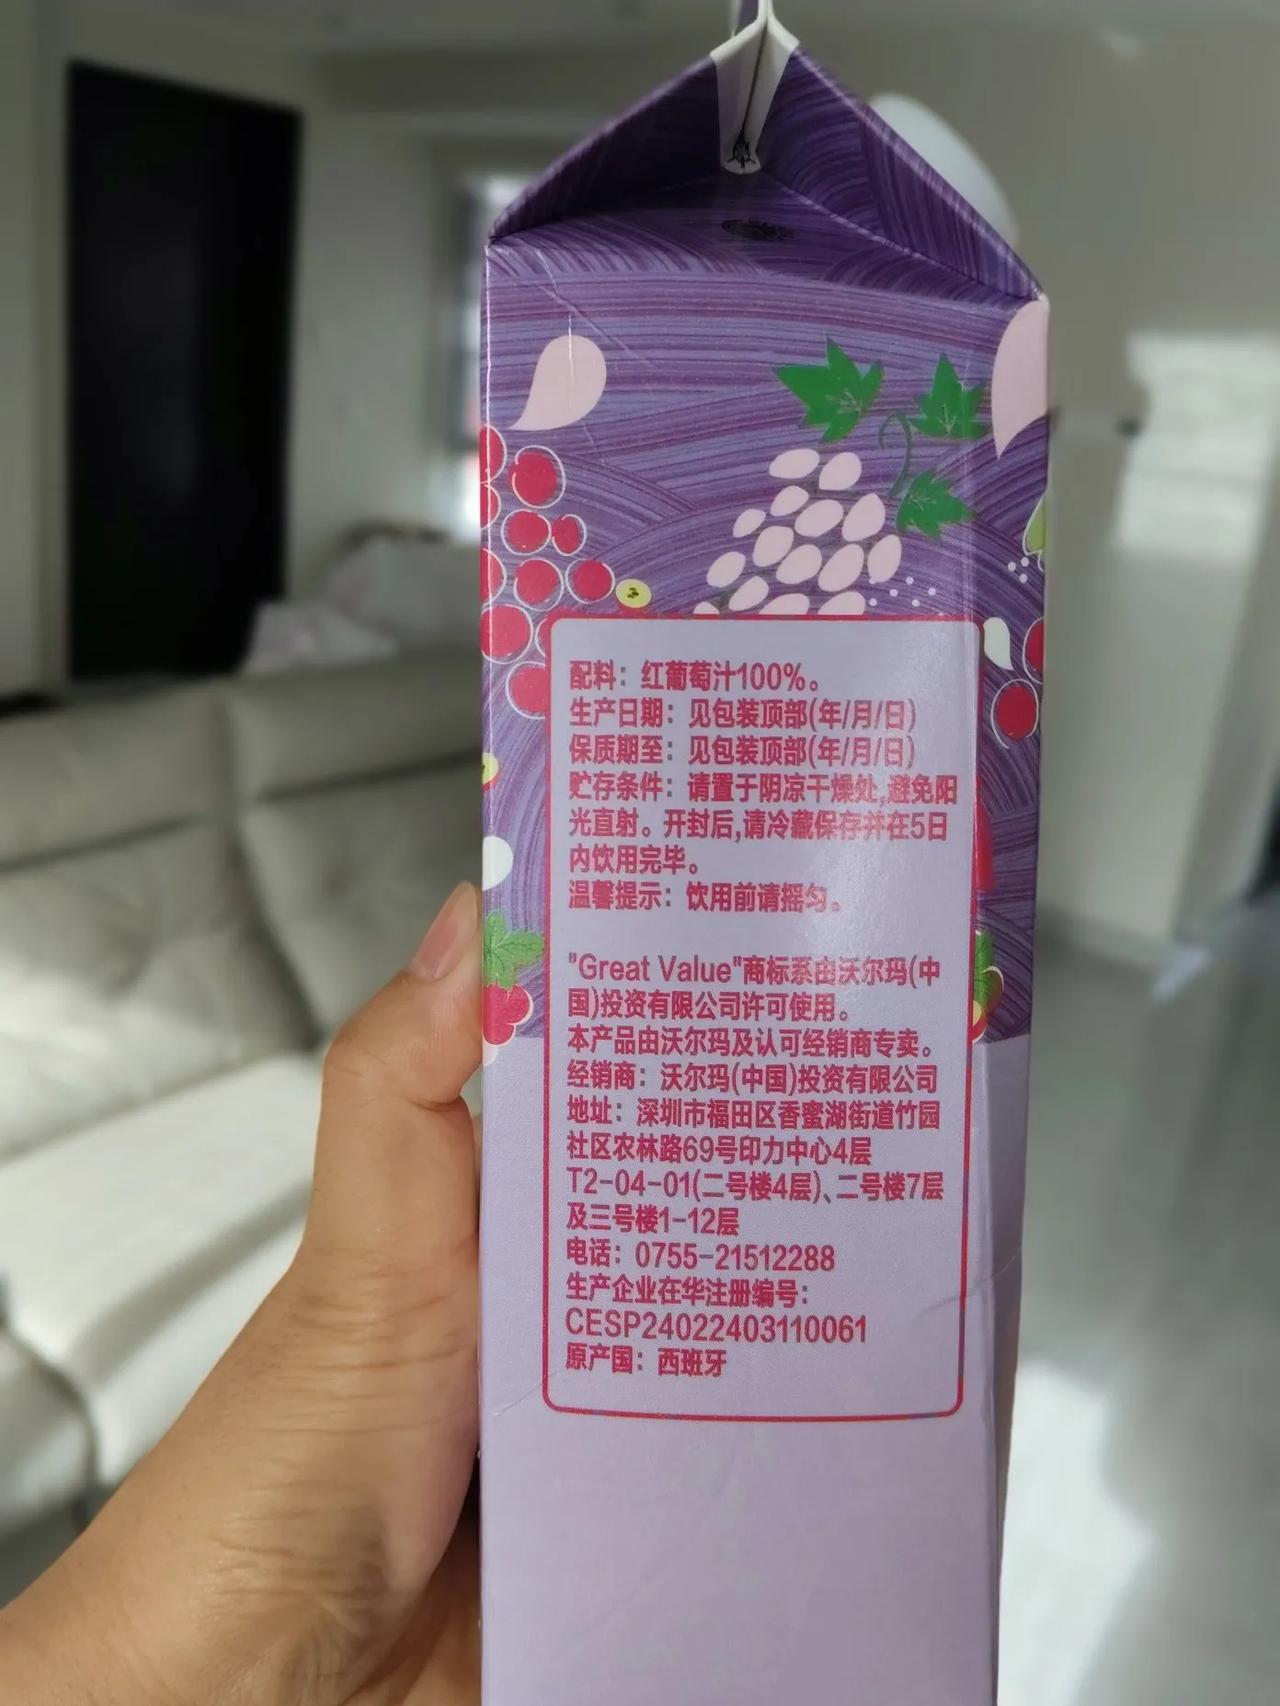 配料：红葡萄汁100%。
生产日期：见包装顶部(年/月/日)
保质期至：见包装顶部(年/月/日)
贮存条件：请置于阴凉干燥处,避免阳
光直射。开封后,请冷藏保存并在5日
内饮用完毕。
温馨提示：饮用前请摇匀。
"Great Value"商标系由沃尔玛(中
国)投资有限公司许可使用。
本产品由沃尔玛及认可经销商专卖。
经销商：沃尔玛(中国)投资有限公司
地址：深圳市福田区香蜜湖街道竹园
社区农林路69号印力中心4层
T2-04-01(二号楼4层)、二号楼7层
及三号楼1-12层
电话：0755-21512288
生产企业在华注册编号：
CESP24022403110061
原产国：西班牙